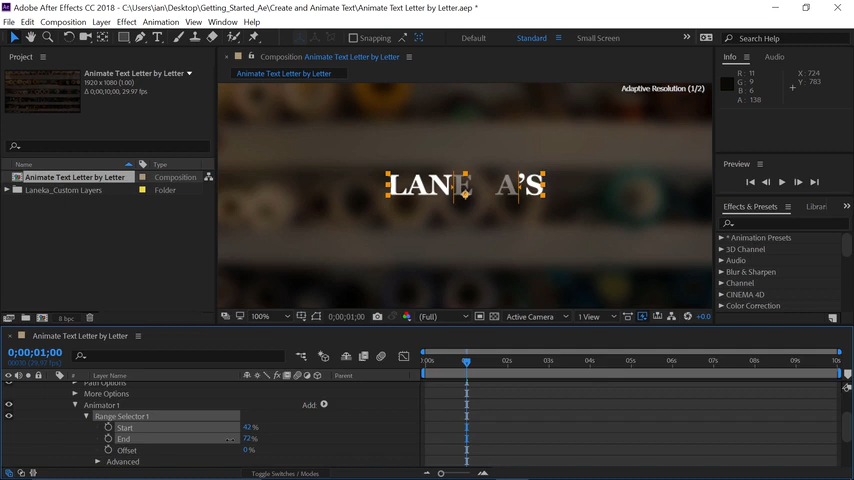 Adobe After Effects CC 2018 - C:\Users\ian\Desktop\Getting_Started_Ae\Create and Animate Text\Animate Text Letter by Letter.aep *
File Edit Composition Layer Effect Animation View Window Help
Snapping
Default
Standard
Small Screen
Search Help
Project
Animate Text Letter by Letter
1920 x 1080 (1.00)
Δ 0;00;10;00, 29.97 fps
Name
Type
Animate Text Letter by Letter
Composition
Laneka_Custom Layers
Folder
8 bpc
Composition Animate Text Letter by Letter
Animate Text Letter by Letter
Adaptive Resolution (1/2)
LANE A'S
100%
0;00;01;00
(Full)
Active Camera
1 View
+0.0
Info
Audio
R: 11
G: 9
B: 6
A: 138
X: 724
Y: 783
Preview
Effects & Presets
Librari
* Animation Presets
3D Channel
Audio
Blur & Sharpen
Channel
CINEMA 4D
Color Correction
Animate Text Letter by Letter
0;00;01;00
00030 (29.97 fps)
#
Layer Name
Parent
Path Options
More Options
Animator 1
Add:
Range Selector 1
Start
42%
End
72%
Offset
0%
Advanced
Toggle Switches / Modes
:00s
02s
03s
04s
05s
06s
07s
08s
09s
10s